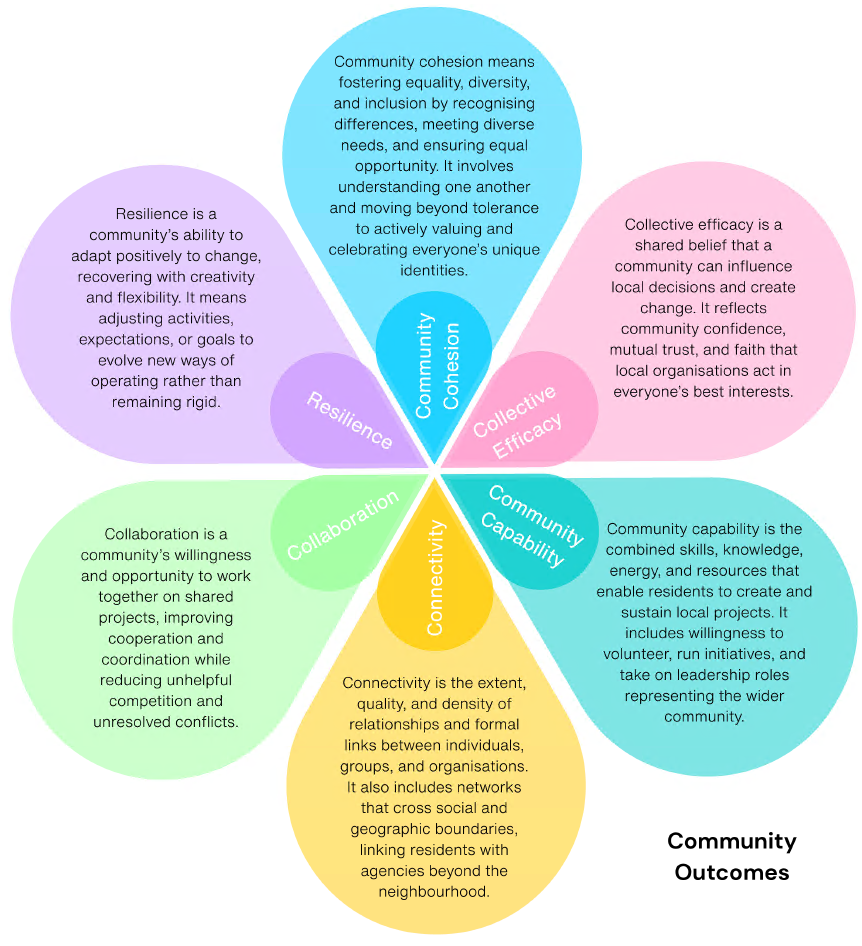 Community cohesion means
fostering equality, diversity,
and inclusion by recognising
differences, meeting diverse
needs, and ensuring equal
opportunity. It involves
understanding one another
and moving beyond tolerance
to actively valuing and
celebrating everyone's unique
identities.
Community
Cohesion
Collective efficacy is a
shared belief that a
community can influence
local decisions and create
change. It reflects
community confidence,
mutual trust, and faith that
local organisations act in
everyone's best interests.
Collective
Efficacy
Community capability is the
combined skills, knowledge,
energy, and resources that
enable residents to create and
sustain local projects. It
includes willingness to
volunteer, run initiatives, and
take on leadership roles
representing the wider
community.
Community
Capability
Connectivity
Connectivity is the extent,
quality, and density of
relationships and formal
links between individuals,
groups, and organisations.
It also includes networks
that cross social and
geographic boundaries,
linking residents with
agencies beyond the
neighbourhood.
Collaboration
Collaboration is a
community's willingness
and opportunity to work
together on shared
projects, improving
cooperation and
coordination while
reducing unhelpful
competition and
unresolved conflicts.
Resilience
Resilience is a
community's ability to
adapt positively to change,
recovering with creativity
and flexibility. It means
adjusting activities,
expectations, or goals to
evolve new ways of
operating rather than
remaining rigid.
Community
Outcomes